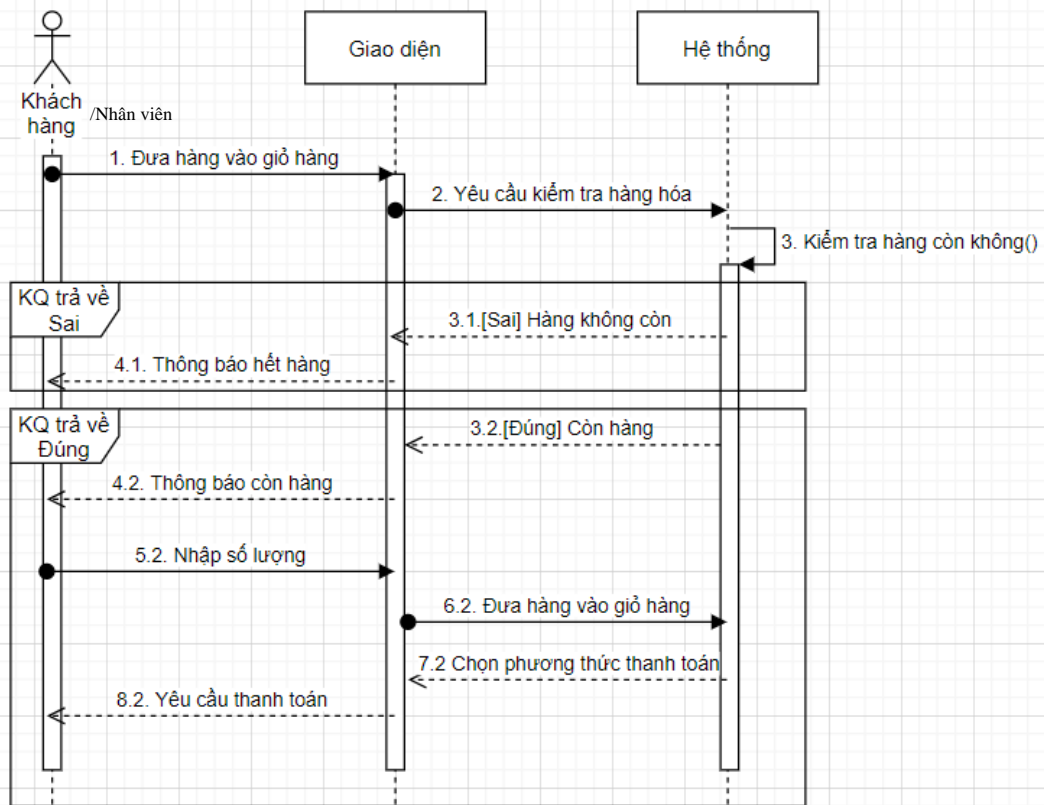 Giao diện
Hệ thống
Khách
hàng
/Nhân viên
1. Đưa hàng vào giỏ hàng
2. Yêu cầu kiểm tra hàng hóa
3. Kiểm tra hàng còn không()
KQ trả về
Sai
3.1.[Sai] Hàng không còn
4.1. Thông báo hết hàng
KQ trả về
Đúng
3.2.[Đúng] Còn hàng
4.2. Thông báo còn hàng
5.2. Nhập số lượng
6.2. Đưa hàng vào giỏ hàng
7.2 Chọn phương thức thanh toán
8.2. Yêu cầu thanh toán